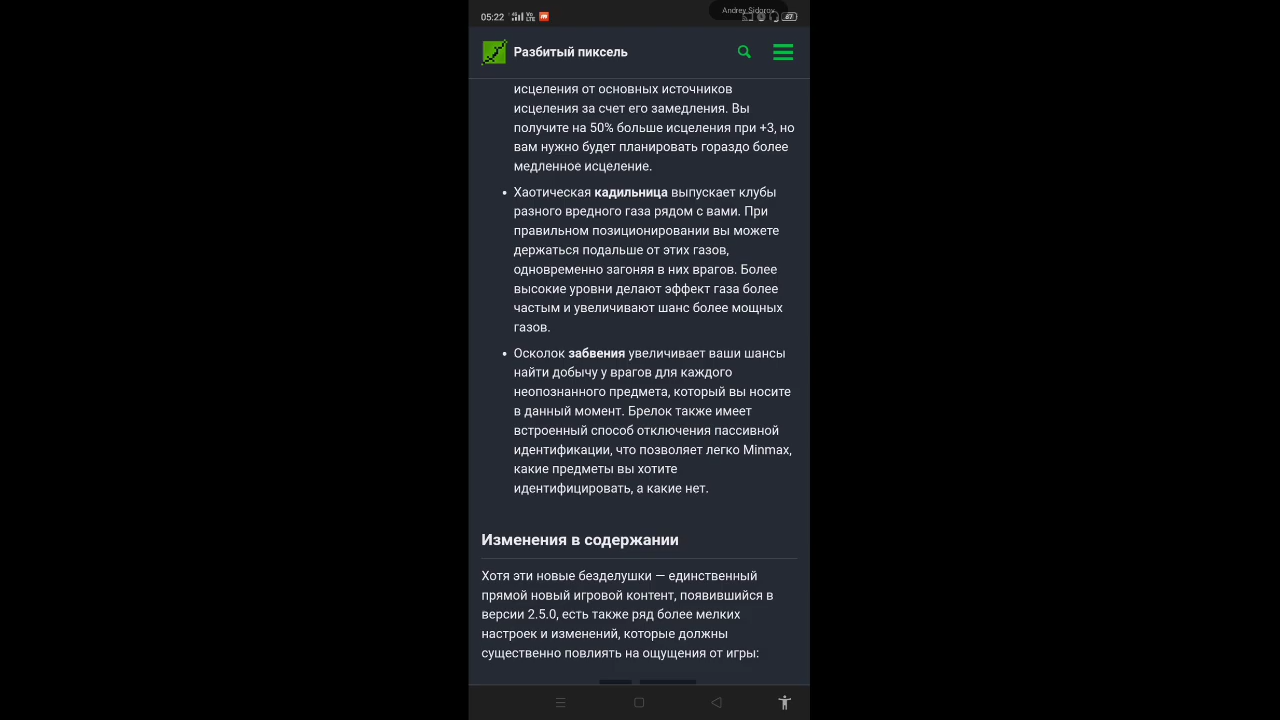 Andrey Sidorov
05:22
87
Разбитый пиксель
исцеления от основных источников
исцеления за счет его замедления. Вы
получите на 50% больше исцеления при +3, но
вам нужно будет планировать гораздо более
медленное исцеление.
• Хаотическая кадильница выпускает клубы
разного вредного газа рядом с вами. При
правильном позиционировании вы можете
держаться подальше от этих газов,
одновременно загоняя в них врагов. Более
высокие уровни делают эффект газа более
частым и увеличивают шанс более мощных
газов.
• Осколок забвения увеличивает ваши шансы
найти добычу у врагов для каждого
неопознанного предмета, который вы носите
в данный момент. Брелок также имеет
встроенный способ отключения пассивной
идентификации, что позволяет легко Minmax,
какие предметы вы хотите
идентифицировать, а какие нет.
Изменения в содержании
Хотя эти новые безделушки — единственный
прямой новый игровой контент, появившийся в
версии 2.5.0, есть также ряд более мелких
настроек и изменений, которые должны
существенно повлиять на ощущения от игры: